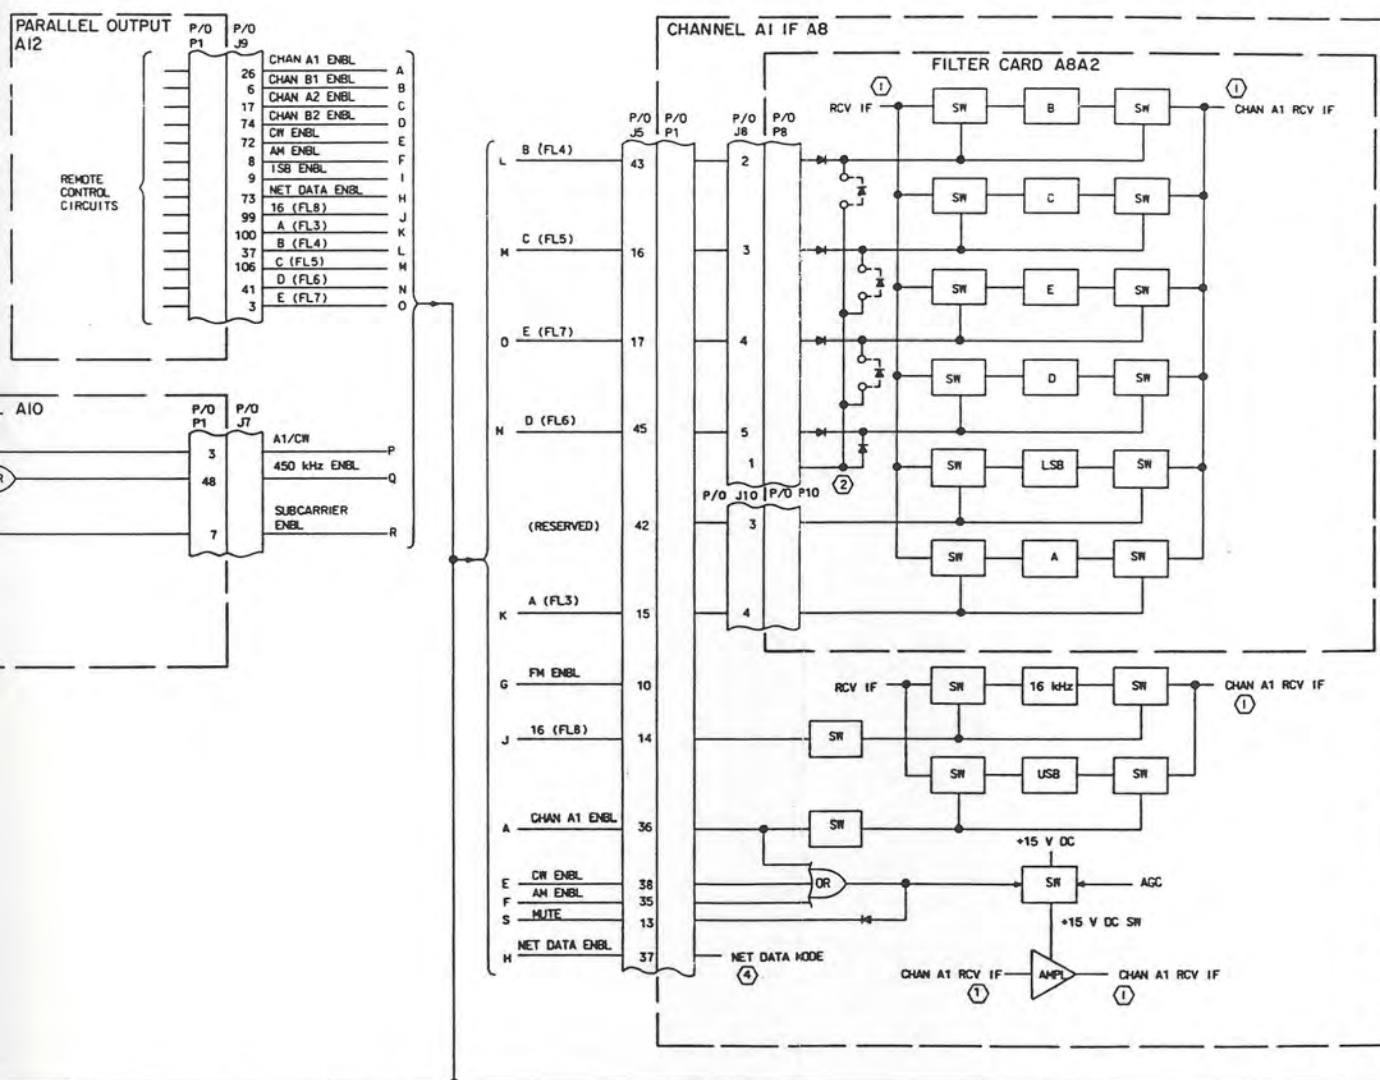 PARALLEL OUTPUT
A12
P/O P/O
P1 J9
CHAN A1 ENBL
26 A
CHAN B1 ENBL
6 B
CHAN A2 ENBL
17 C
CHAN B2 ENBL
74 D
CW ENBL
72 E
AM ENBL
8 F
ISB ENBL
9 I
NET DATA ENBL
73 H
16 (FL8)
99 J
A (FL3)
100 K
B (FL4)
37 L
C (FL5)
106 M
D (FL6)
41 N
E (FL7)
3 O
REMOTE
CONTROL
CIRCUITS
A10
P/O P/O
P1 J7
A1/CW
3 P
450 kHz ENBL
48 Q
SUBCARRIER
ENBL
7 R
R
CHANNEL A1 IF A8
FILTER CARD A8A2
P/O P/O
J5 P1
P/O P/O
J8 P8
L B (FL4) 43 2
M C (FL5) 16 3
O E (FL7) 17 4
N D (FL6) 45 5
1
2
P/O J10 P/O P10
(RESERVED) 42 3
K A (FL3) 15 4
G FM ENBL 10
J 16 (FL8) 14 SW
A CHAN A1 ENBL 36 SW
E CW ENBL 38 OR
F AM ENBL 35
S MUTE 13
H NET DATA ENBL 37 NET DATA MODE
4
1 1
RCV IF SW B SW CHAN A1 RCV IF
SW C SW
SW E SW
SW D SW
SW LSB SW
SW A SW
RCV IF SW 16 kHz SW CHAN A1 RCV IF
1
SW USB SW
+15 V DC
SW AGC
+15 V DC SW
CHAN A1 RCV IF AMPL CHAN A1 RCV IF
1 1